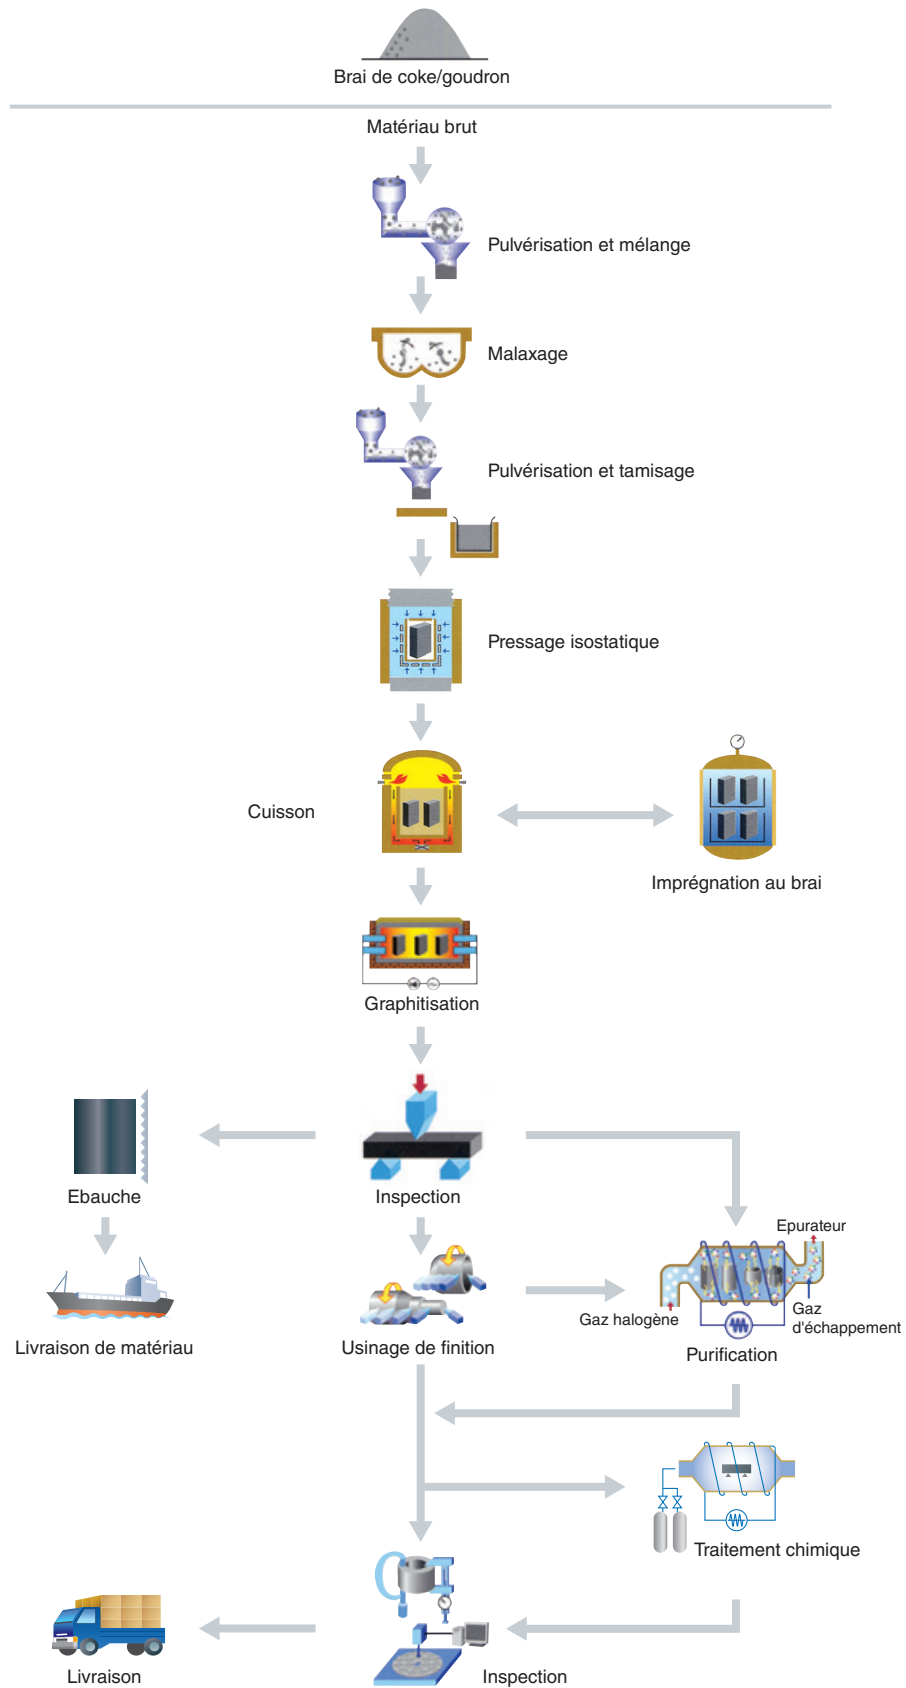 Brai de coke/goudron
Matériau brut
Pulvérisation et mélange
Malaxage
Pulvérisation et tamisage
Pressage isostatique
Cuisson
Imprégnation au brai
Graphitisation
Ebauche
Inspection
Epurateur
Gaz halogène
Gaz
d'échappement
Livraison de matériau
Usinage de finition
Purification
Traitement chimique
Livraison
Inspection